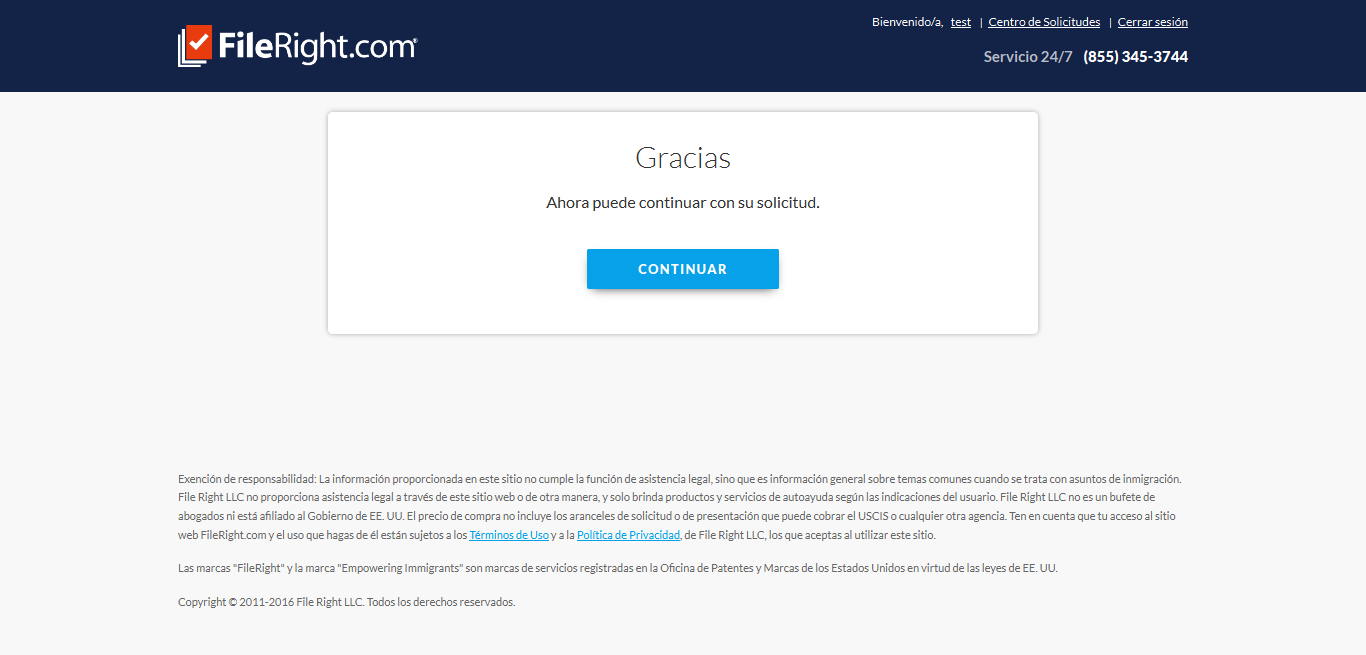 Bienvenido/a, test | Centro de Solicitudes | Cerrar sesión
FileRight.com®
Servicio 24/7 (855) 345-3744
Gracias
Ahora puede continuar con su solicitud.
CONTINUAR
Exención de responsabilidad: La información proporcionada en este sitio no cumple la función de asistencia legal, sino que es información general sobre temas comunes cuando se trata con asuntos de inmigración.
File Right LLC no proporciona asistencia legal a través de este sitio web o de otra manera, y solo brinda productos y servicios de autoayuda según las indicaciones del usuario. File Right LLC no es un bufete de
abogados ni está afiliado al Gobierno de EE. UU. El precio de compra no incluye los aranceles de solicitud o de presentación que puede cobrar el USCIS o cualquier otra agencia. Ten en cuenta que tu acceso al sitio
web FileRight.com y el uso que hagas de él están sujetos a los Términos de Uso y a la Política de Privacidad, de File Right LLC, los que aceptas al utilizar este sitio.
Las marcas "FileRight" y la marca "Empowering Immigrants" son marcas de servicios registradas en la Oficina de Patentes y Marcas de los Estados Unidos en virtud de las leyes de EE. UU.
Copyright © 2011-2016 File Right LLC. Todos los derechos reservados.